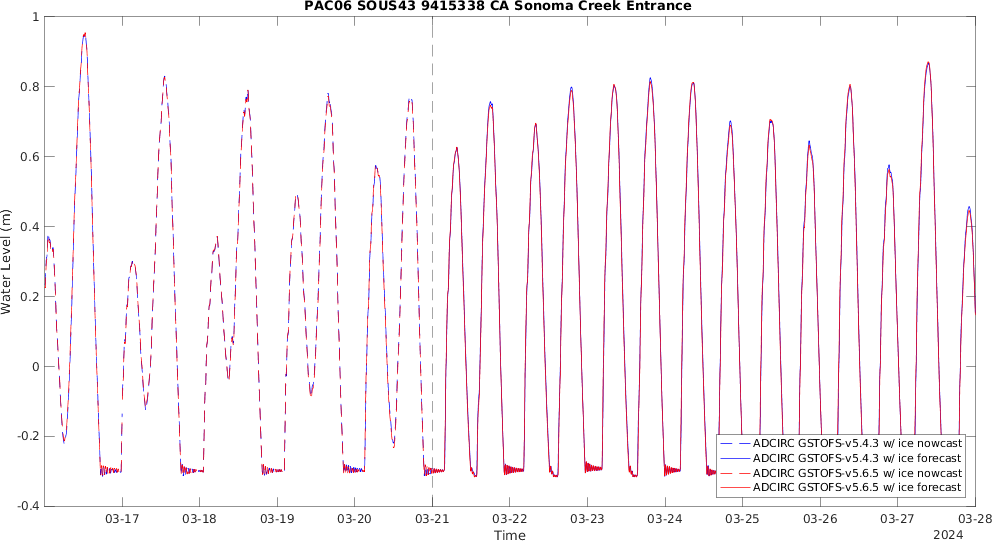 PAC06 SOUS43 9415338 CA Sonoma Creek Entrance
1
0.8
0.6
0.4
0.2
0
-0.2
-0.4
Water Level (m)
ADCIRC GSTOFS-v5.4.3 w/ ice nowcast
ADCIRC GSTOFS-v5.4.3 w/ ice forecast
ADCIRC GSTOFS-v5.6.5 w/ ice nowcast
ADCIRC GSTOFS-v5.6.5 w/ ice forecast
03-17 03-18 03-19 03-20 03-21 03-22 03-23 03-24 03-25 03-26 03-27 03-28
Time
2024